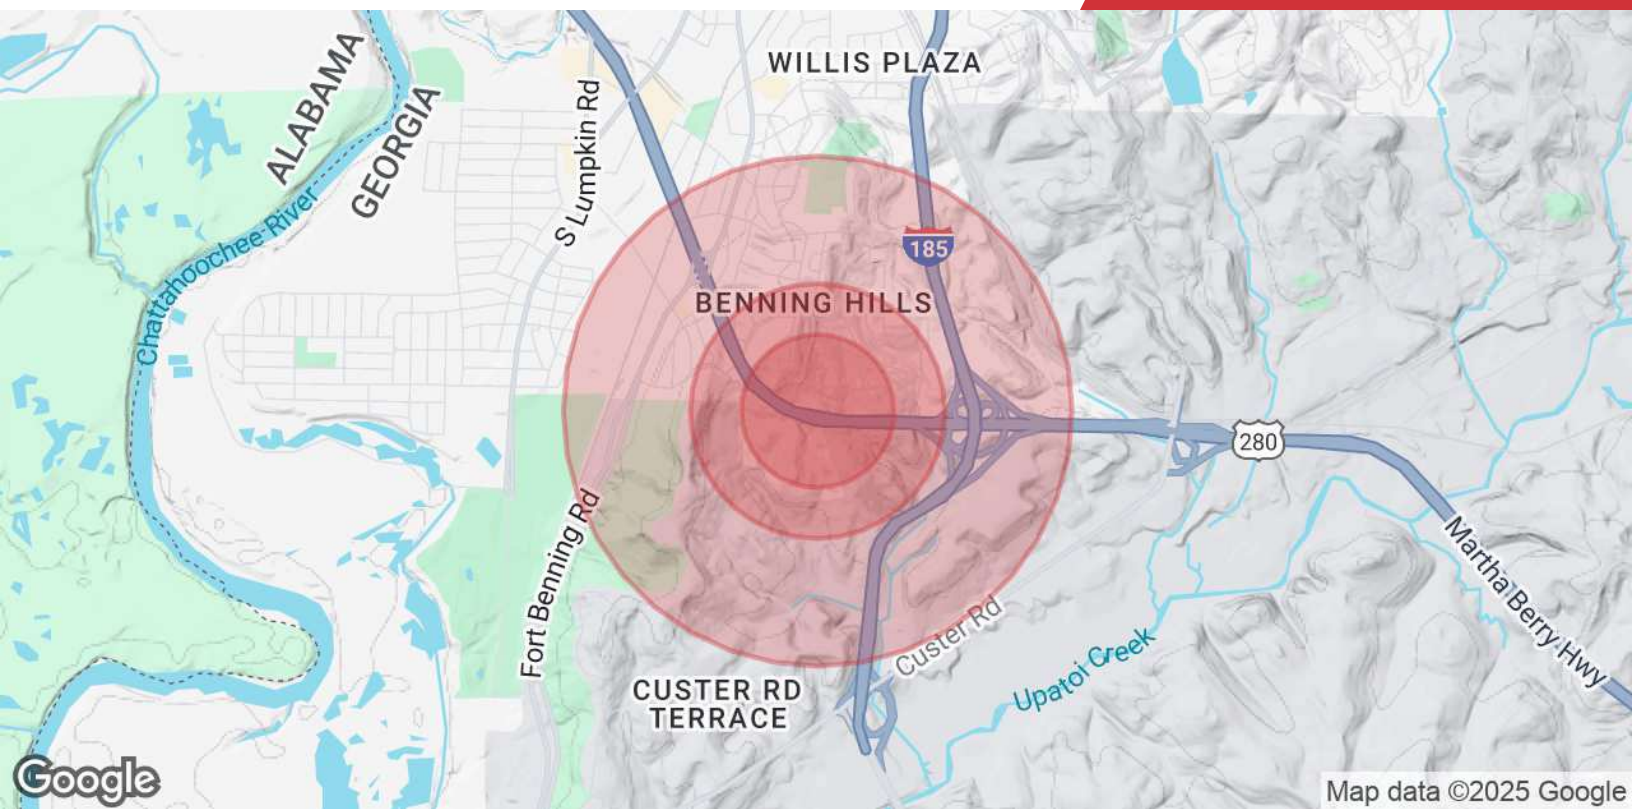 WILLIS PLAZA
ALABAMA
GEORGIA
S Lumpkin Rd
Chattahoochee River
185
BENNING HILLS
280
Fort Benning Rd
Martha Berry Hwy
Custer Rd
Upatoi Creek
CUSTER RD
TERRACE
Google
Map data ©2025 Google